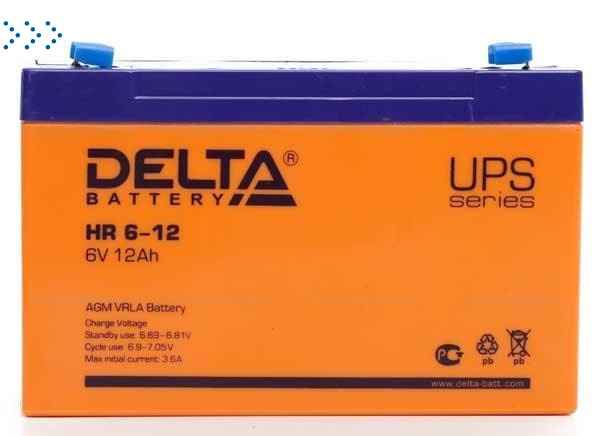 DELTA®
BATTERY
UPS
series
HR 6-12
6V 12Ah
AGM VRLA Battery
Charge Voltage
Standby use: 6.69-6.81V
Cycle use: 6.9-7.05V
Max initial current: 3.6A
РСТ
pb pb
www.delta-batt.com